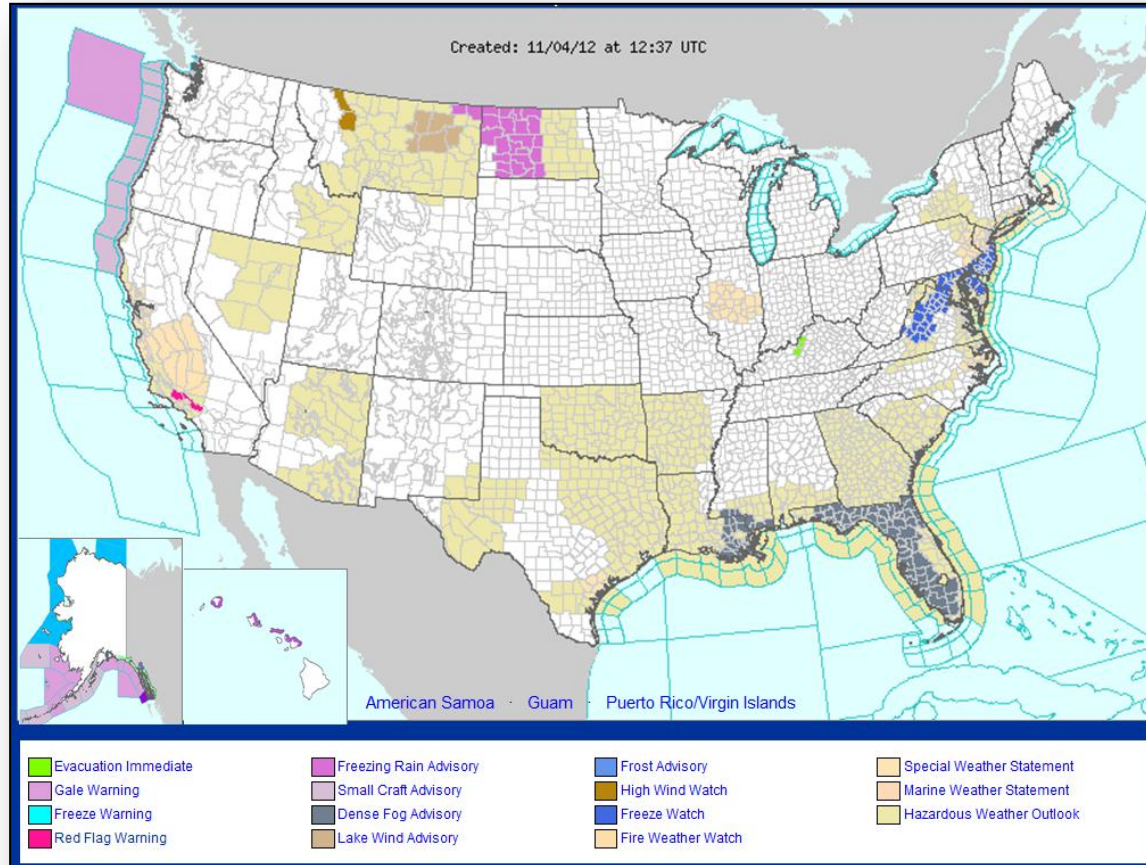 Created: 11/04/12 at 12:37 UTC
American Samoa · Guam · Puerto Rico/Virgin Islands
Evacuation Immediate
Gale Warning
Freeze Warning
Red Flag Warning
Freezing Rain Advisory
Small Craft Advisory
Dense Fog Advisory
Lake Wind Advisory
Frost Advisory
High Wind Watch
Freeze Watch
Fire Weather Watch
Special Weather Statement
Marine Weather Statement
Hazardous Weather Outlook